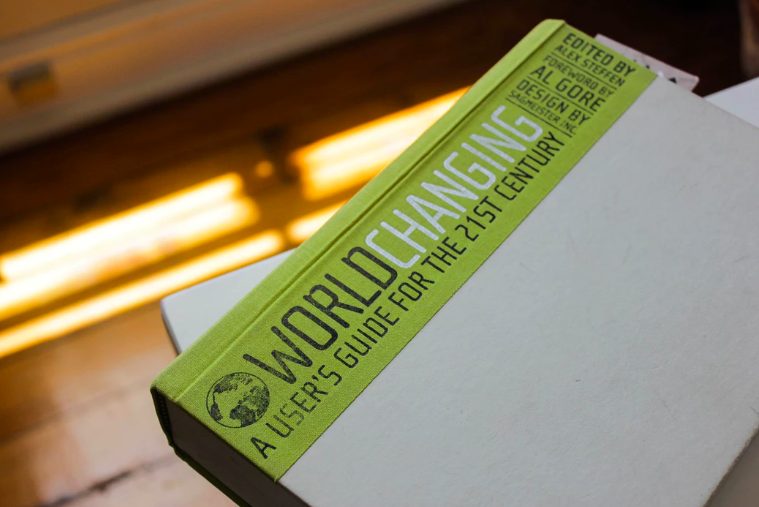 WORLDCHANGING
A USER'S GUIDE FOR THE 21ST CENTURY
EDITED BY
ALEX STEFFEN
FOREWORD BY
AL GORE
DESIGN BY
SAGMEISTER INC.